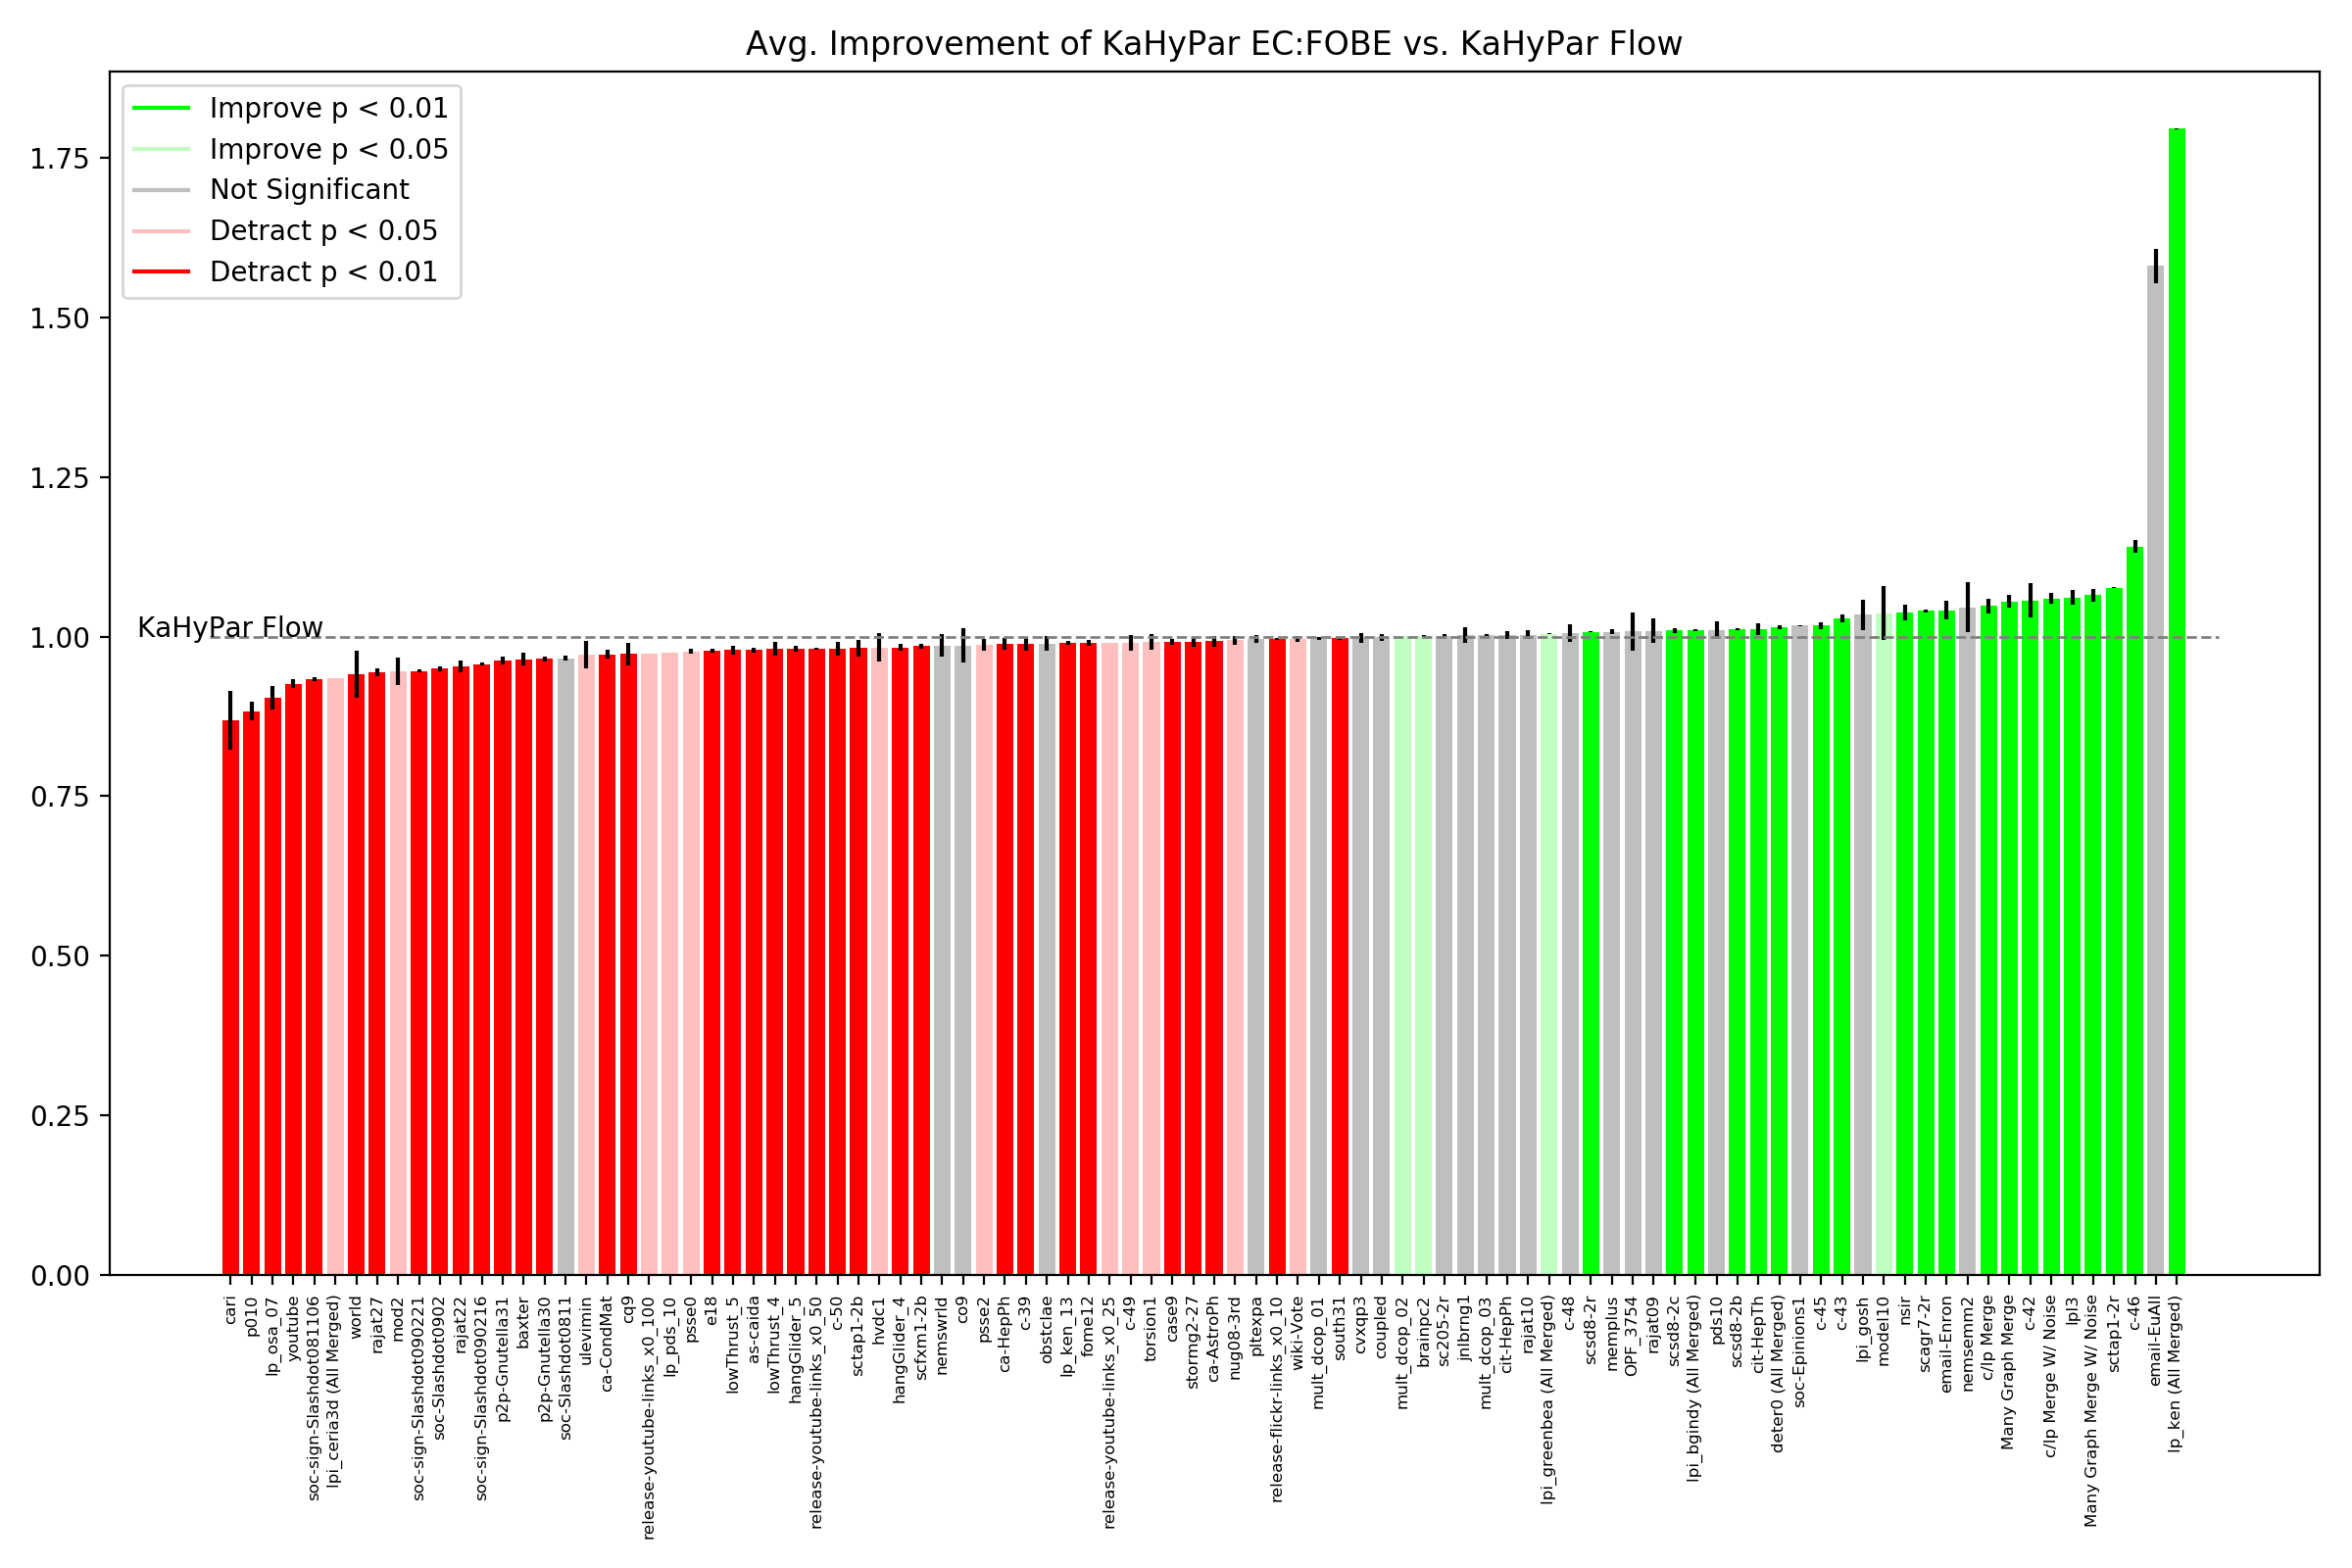 Avg. Improvement of KaHyPar EC:FOBE vs. KaHyPar Flow
Improve p < 0.01
Improve p < 0.05
Not Significant
Detract p < 0.05
Detract p < 0.01
1.75
1.50
1.25
1.00
0.75
0.50
0.25
0.00
KaHyPar Flow
cari
p010
lp_osa_07
youtube
soc-sign-Slashdot081106
lpi_ceria3d (All Merged)
world
rajat27
mod2
soc-sign-Slashdot090221
soc-Slashdot0902
rajat22
soc-sign-Slashdot090216
p2p-Gnutella31
baxter
p2p-Gnutella30
soc-Slashdot0811
ulevimin
ca-CondMat
cq9
release-youtube-links_x0_100
lp_pds_10
psse0
e18
lowThrust_5
as-caida
lowThrust_4
hangGlider_5
release-youtube-links_x0_50
c-50
sctap1-2b
hvdc1
hangGlider_4
scfxm1-2b
nemswrld
co9
psse2
ca-HepPh
c-39
obstclae
lp_ken_13
fome12
release-youtube-links_x0_25
c-49
torsion1
case9
stormg2-27
ca-AstroPh
nug08-3rd
pltexpa
release-flickr-links_x0_10
wiki-Vote
mult_dcop_01
south31
cvxqp3
coupled
mult_dcop_02
brainpc2
sc205-2r
jnlbrng1
mult_dcop_03
cit-HepPh
rajat10
lpi_greenbea (All Merged)
c-48
scsd8-2r
memplus
OPF_3754
rajat09
scsd8-2c
lpi_bgindy (All Merged)
pds10
scsd8-2b
cit-HepTh
deter0 (All Merged)
soc-Epinions1
c-45
c-43
lpi_gosh
model10
nsir
scagr7-2r
email-Enron
nemsemm2
c/lp Merge
Many Graph Merge
c-42
c/lp Merge W/ Noise
lpl3
Many Graph Merge W/ Noise
sctap1-2r
c-46
email-EuAll
lp_ken (All Merged)